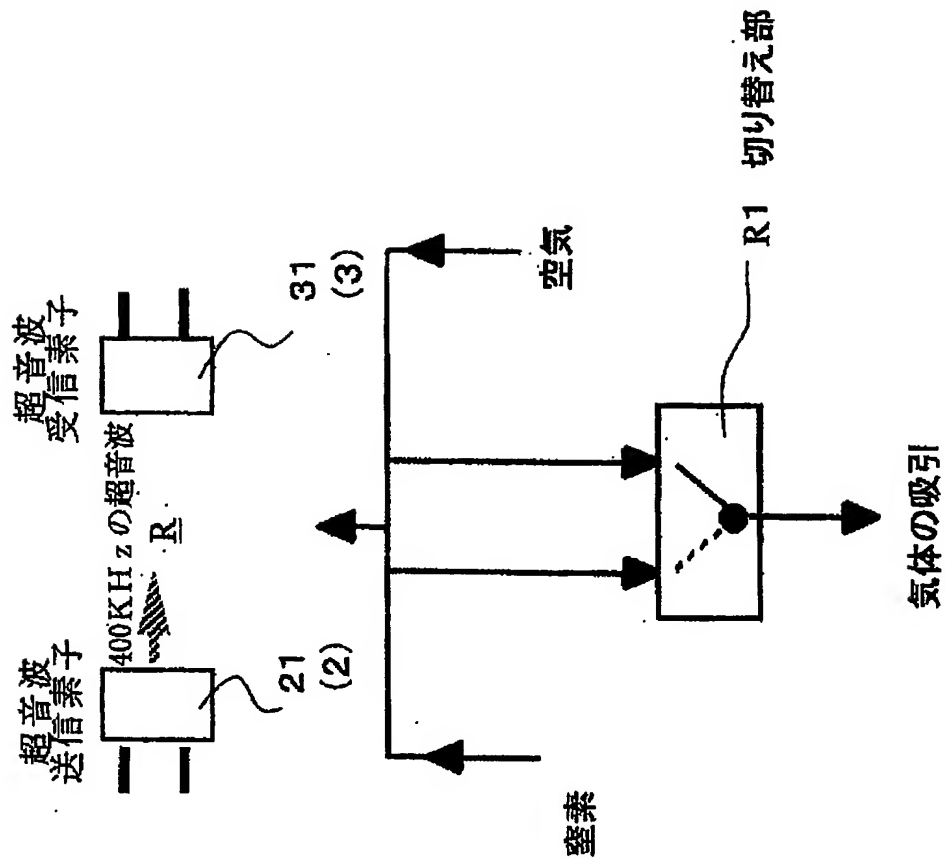 超音波
送信素子
400KHzの超音波
R
超音波
受信素子
21
(2)
31
(3)
窒素
空気
R1 切り替え部
気体の吸引